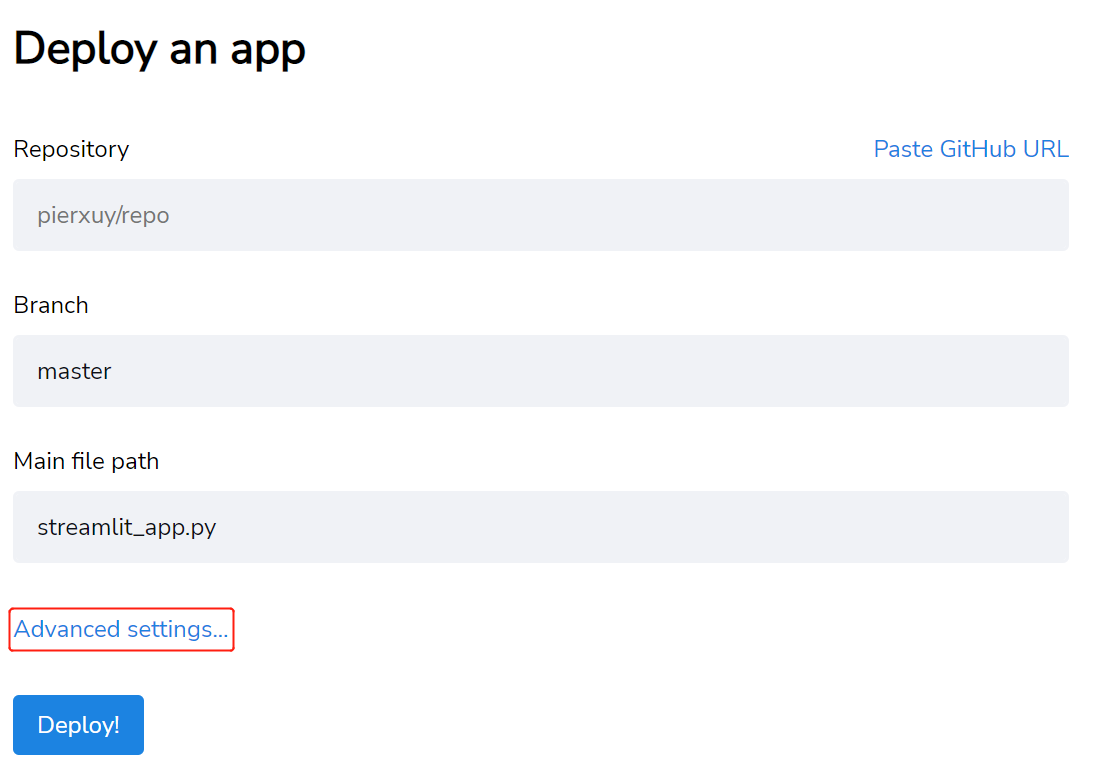 Deploy an app
Repository
Paste GitHub URL
pierxuy/repo
Branch
master
Main file path
streamlit_app.py
Advanced settings...
Deploy!